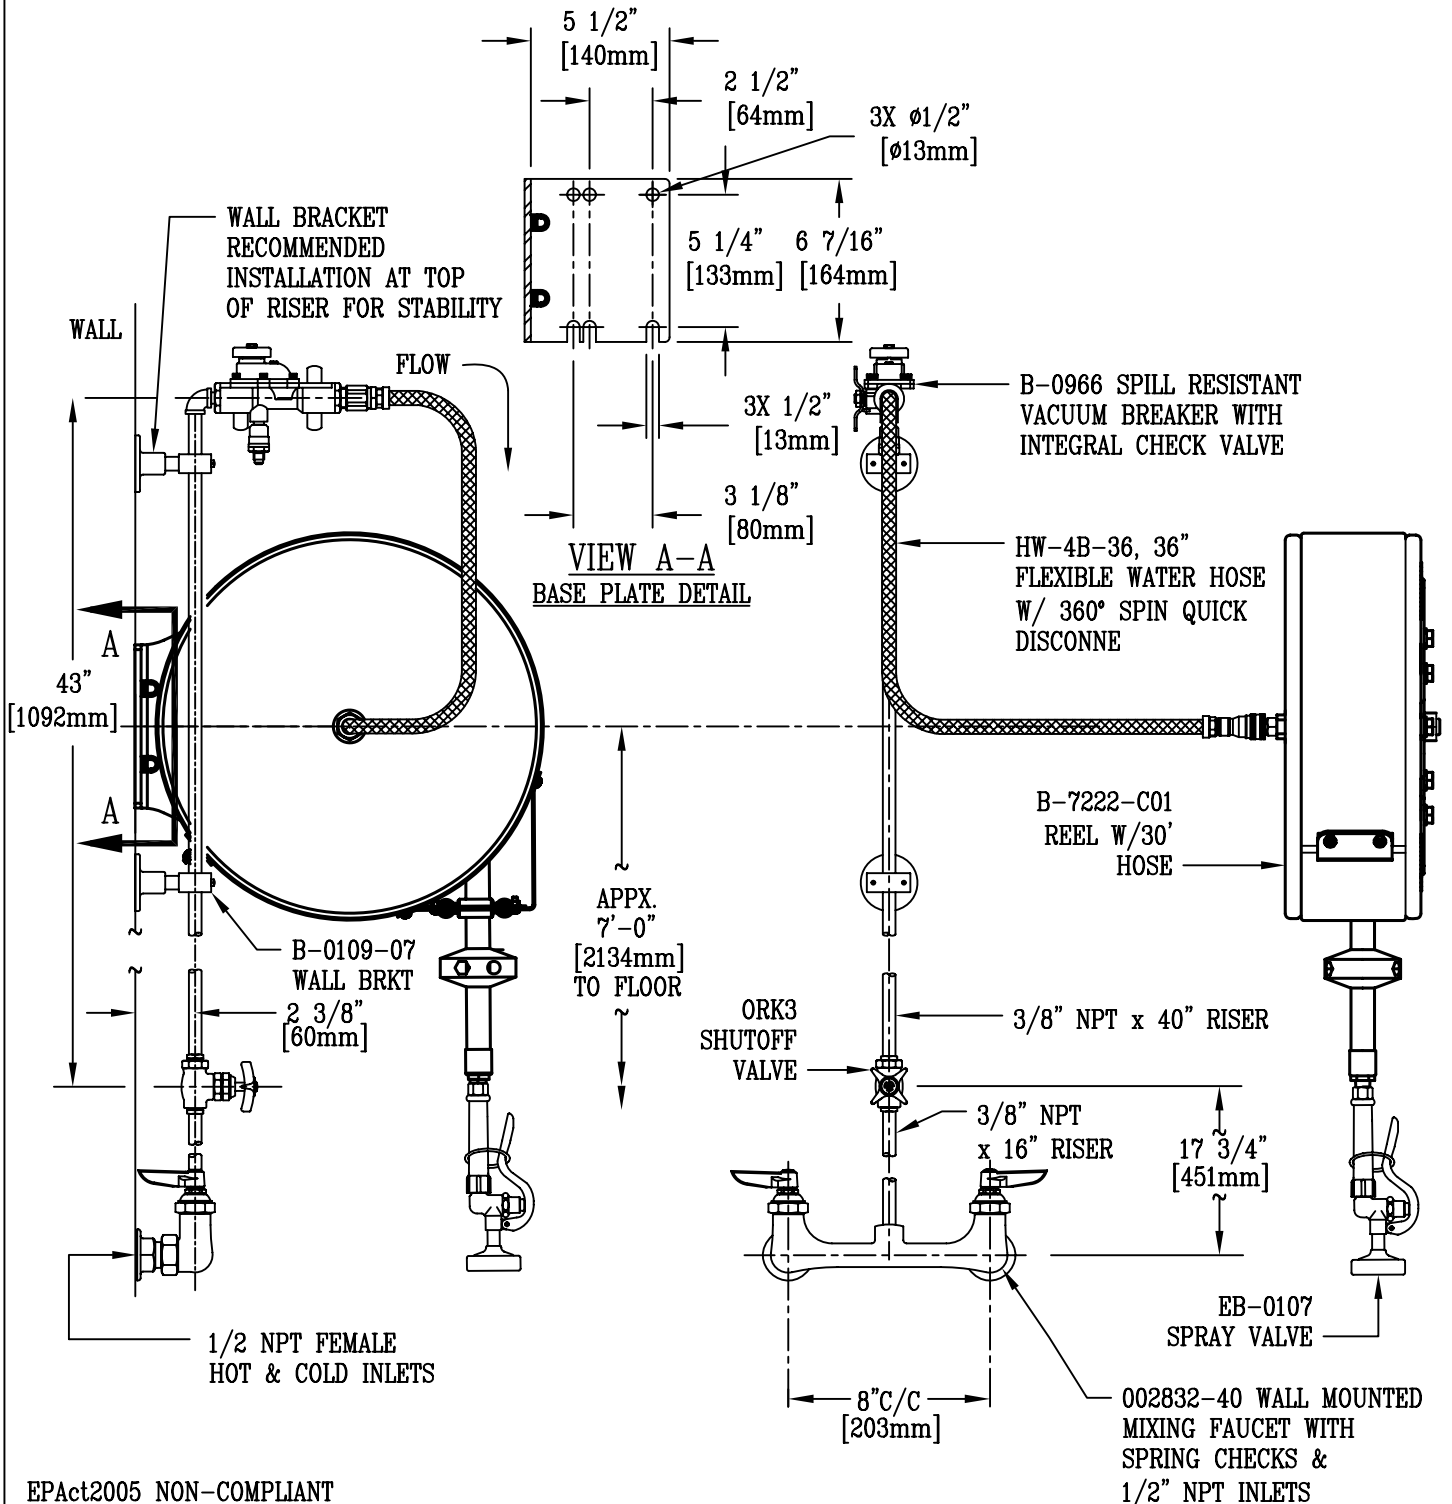 5 1/2"
[140mm]
2 1/2"
[64mm]
3X ø1/2"
[ø13mm]
WALL BRACKET
RECOMMENDED
INSTALLATION AT TOP
OF RISER FOR STABILITY
5 1/4"
[133mm]
6 7/16"
[164mm]
WALL
FLOW
3X 1/2"
[13mm]
B-0966 SPILL RESISTANT
VACUUM BREAKER WITH
INTEGRAL CHECK VALVE
3 1/8"
[80mm]
VIEW A-A
BASE PLATE DETAIL
HW-4B-36, 36"
FLEXIBLE WATER HOSE
W/ 360° SPIN QUICK
DISCONNE
A
43"
[1092mm]
A
B-7222-C01
REEL W/30'
HOSE
APPX.
7'-0"
[2134mm]
TO FLOOR
B-0109-07
WALL BRKT
2 3/8"
[60mm]
ORK3
SHUTOFF
VALVE
3/8" NPT x 40" RISER
3/8" NPT
x 16" RISER
17 3/4"
[451mm]
EB-0107
SPRAY VALVE
1/2 NPT FEMALE
HOT & COLD INLETS
8"C/C
[203mm]
002832-40 WALL MOUNTED
MIXING FAUCET WITH
SPRING CHECKS &
1/2" NPT INLETS
EPAct2005 NON-COMPLIANT